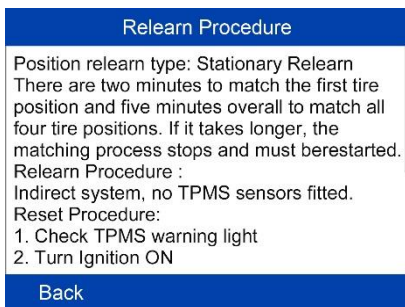 Relearn Procedure
Position relearn type: Stationary Relearn
There are two minutes to match the first tire
position and five minutes overall to match all
four tire positions. If it takes longer, the
matching process stops and must berestarted.
Relearn Procedure :
Indirect system, no TPMS sensors fitted.
Reset Procedure:
1. Check TPMS warning light
2. Turn Ignition ON
Back